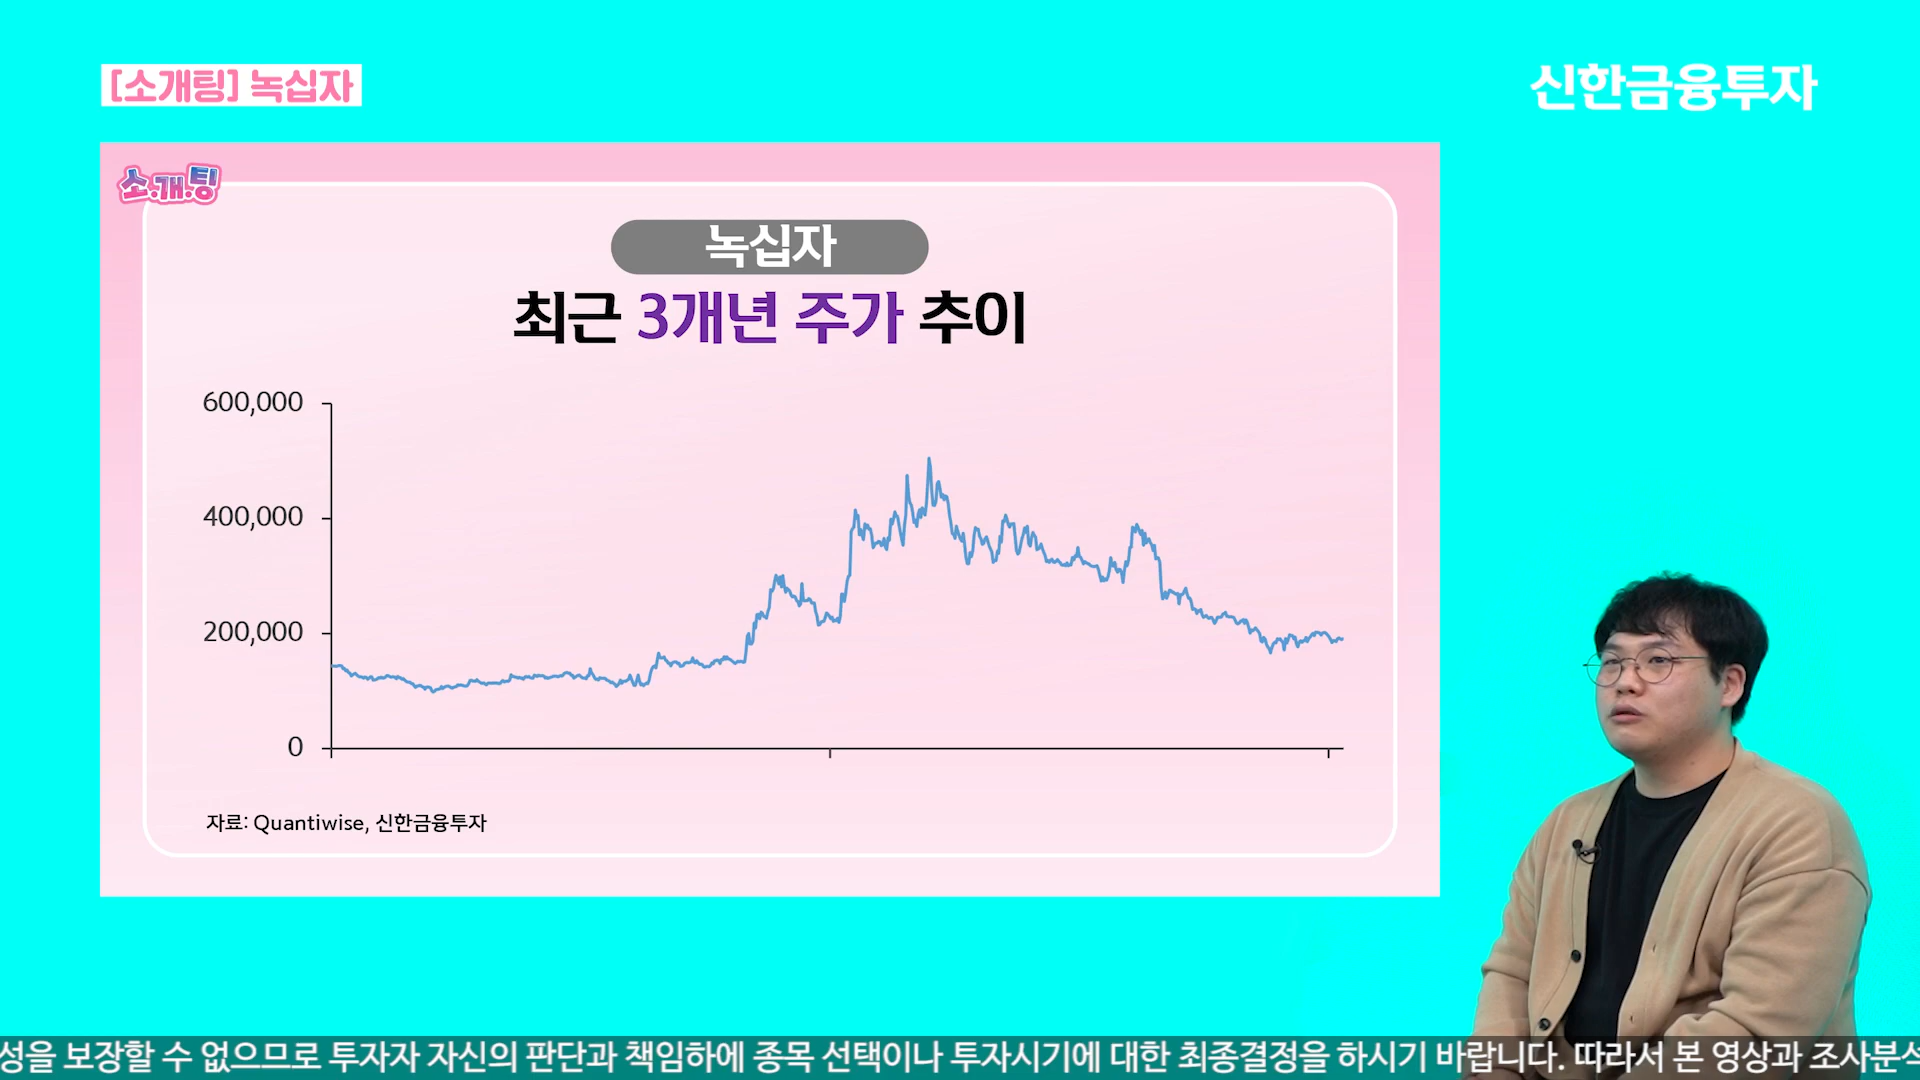 [소개팅] 녹십자
신한금융투자
소.개.팅
녹십자
최근 3개년 주가 추이
600,000
400,000
200,000
0
자료: Quantiwise, 신한금융투자
성을 보장할 수 없으므로 투자자 자신의 판단과 책임하에 종목 선택이나 투자시기에 대한 최종결정을 하시기 바랍니다. 따라서 본 영상과 조사분석